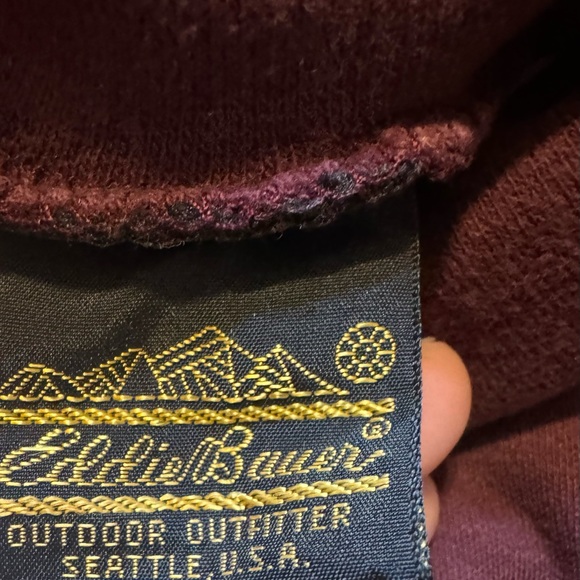 Eddie Bauer®
OUTDOOR OUTFITTER
SEATTLE, U.S.A.